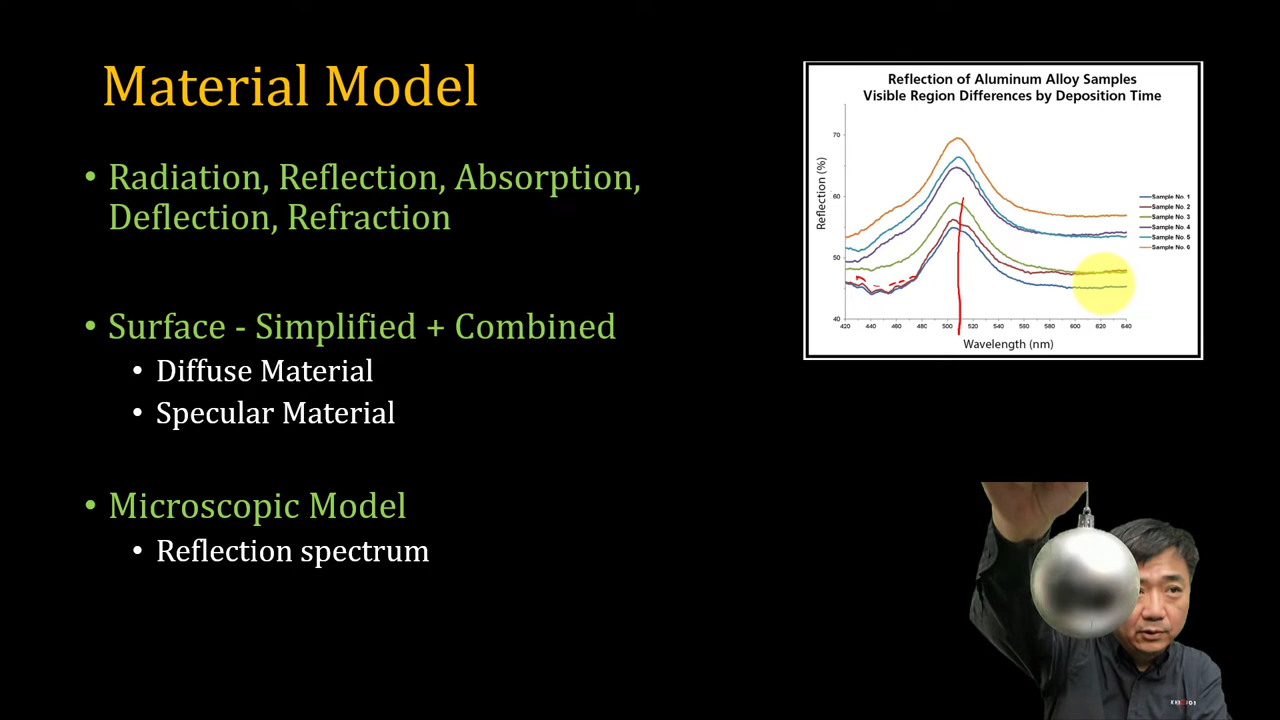 Material Model
• Radiation, Reflection, Absorption,
Deflection, Refraction
• Surface - Simplified + Combined
• Diffuse Material
• Specular Material
• Microscopic Model
• Reflection spectrum
Reflection of Aluminum Alloy Samples
Visible Region Differences by Deposition Time
Reflection (%)
70
60
50
40
420 440 460 480 500 520 540 560 580 600 620 640
Wavelength (nm)
Sample No. 1
Sample No. 2
Sample No. 3
Sample No. 4
Sample No. 5
Sample No. 6